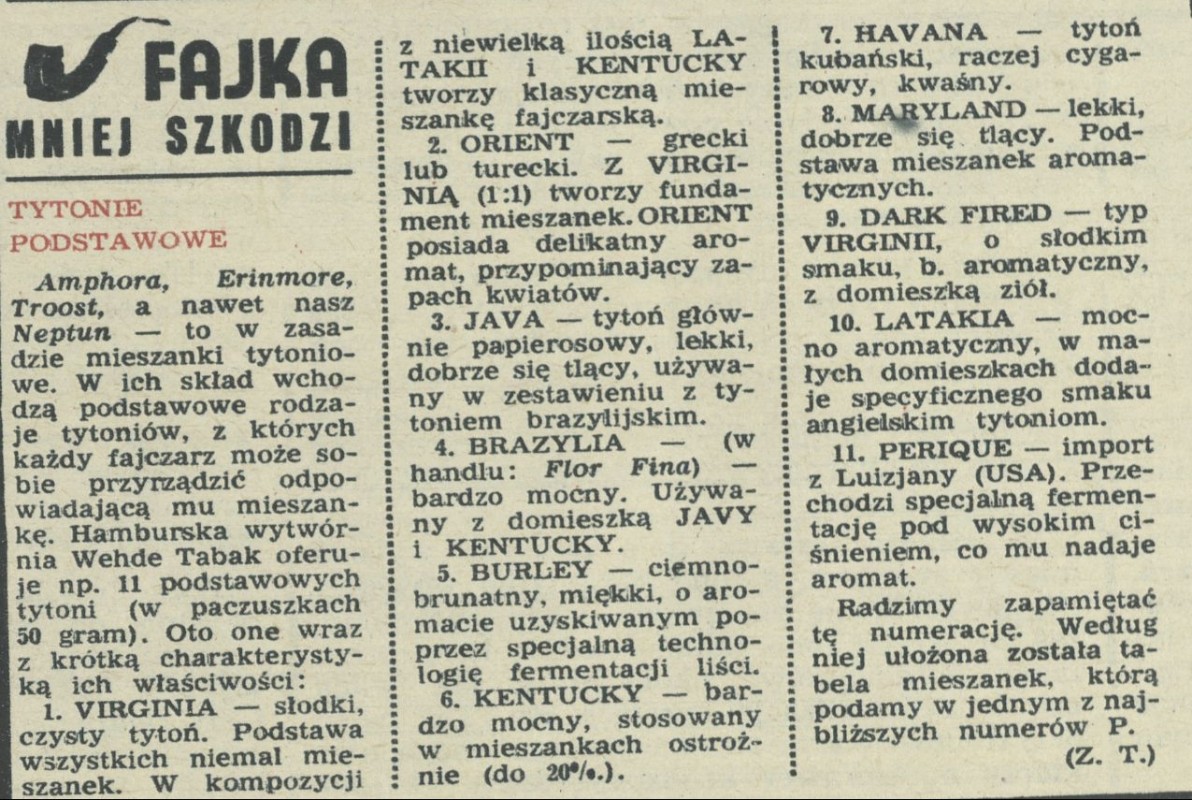 FAJKA
MNIEJ SZKODZI
TYTONIE
PODSTAWOWE
Amphora, Erinmore,
Troost, a nawet nasz
Neptun — to w zasa-
dzie mieszanki tytonio-
we. W ich skład wcho-
dzą podstawowe rodza-
je tytoniów, z których
każdy fajczarz może so-
bie przyrządzić odpo-
wiadającą mu mieszan-
kę. Hamburska wytwór-
nia Wehde Tabak oferu-
je np. 11 podstawowych
tytoni (w paczuszkach
50 gram). Oto one wraz
z krótką charakterysty-
ką ich właściwości:
1. VIRGINIA — słodki,
czysty tytoń. Podstawa
wszystkich niemal mie-
szanek. W kompozycji
z niewielką ilością LA-
TAKII i KENTUCKY
tworzy klasyczną mie-
szankę fajczarską.
2. ORIENT — grecki
lub turecki. Z VIRGI-
NIĄ (1:1) tworzy funda-
ment mieszanek. ORIENT
posiada delikatny aro-
mat, przypominający za-
pach kwiatów.
3. JAVA — tytoń głów-
nie papierosowy, lekki,
dobrze się tlący, używa-
ny w zestawieniu z ty-
toniem brazylijskim.
4. BRAZYLIA — (w
handlu: Flor Fina) —
bardzo mocny. Używa-
ny z domieszką JAVY
i KENTUCKY.
5. BURLEY — ciemno-
brunatny, miękki, o aro-
macie uzyskiwanym po-
przez specjalną techno-
logię fermentacji liści.
6. KENTUCKY — bar-
dzo mocny, stosowany
w mieszankach ostroż-
nie (do 20%.).
7. HAVANA — tytoń
kubański, raczej cyga-
rowy, kwaśny.
8. MARYLAND — lekki,
dobrze się tlący. Pod-
stawa mieszanek aroma-
tycznych.
9. DARK FIRED — typ
VIRGINII, o słodkim
smaku, b. aromatyczny,
z domieszką ziół.
10. LATAKIA — moc-
no aromatyczny, w ma-
łych domieszkach doda-
je specyficznego smaku
angielskim tytoniom.
11. PERIQUE — import
z Luizjany (USA). Prze-
chodzi specjalną fermen-
tację pod wysokim ci-
śnieniem, co mu nadaje
aromat.
Radzimy zapamiętać
tę numerację. Według
niej ułożona została ta-
bela mieszanek, którą
podamy w jednym z naj-
bliższych numerów P.
(Z. T.)